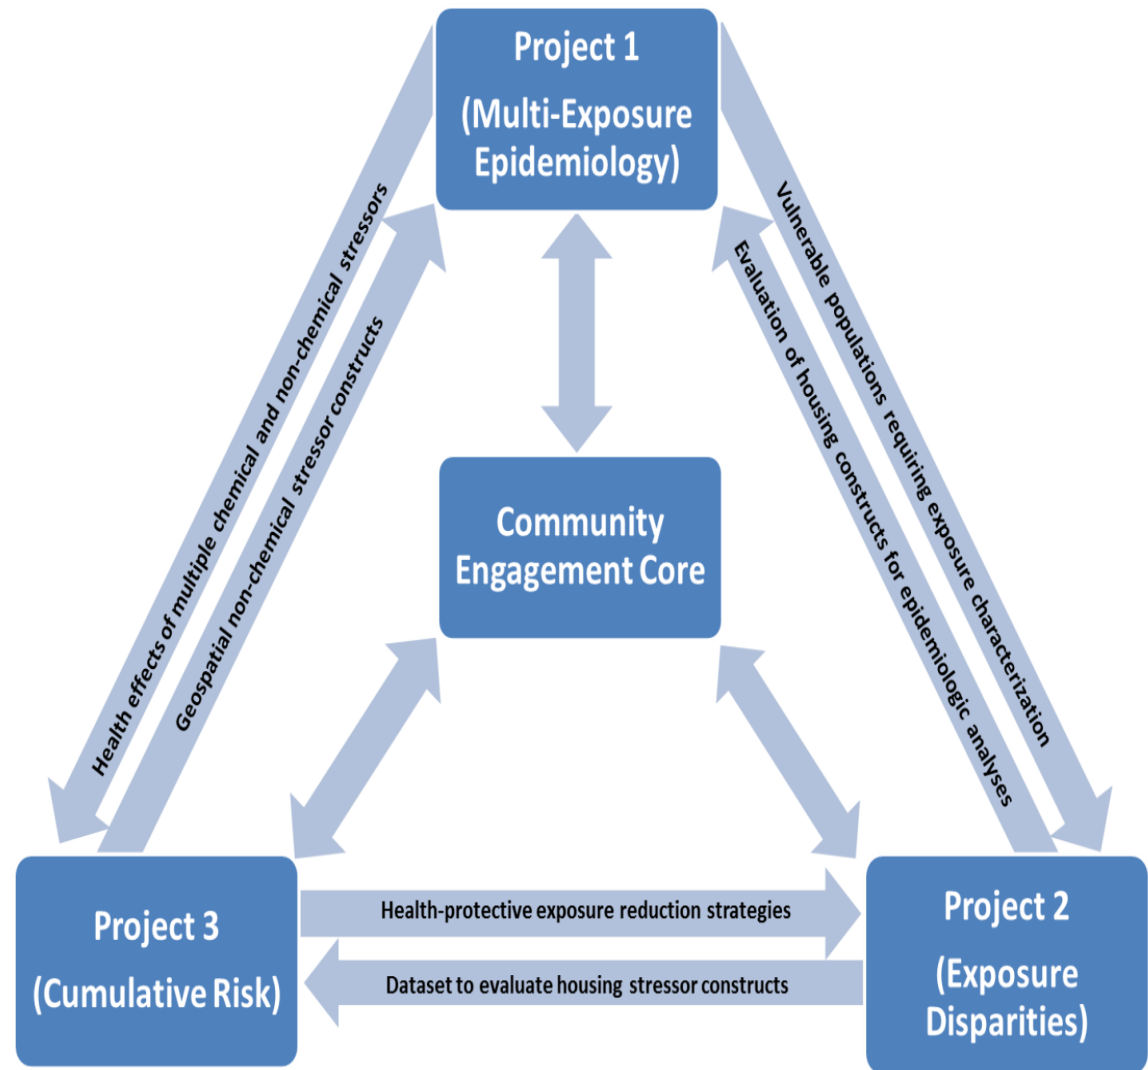 Project 1
(Multi-Exposure
Epidemiology)
Health effects of multiple chemical and non-chemical stressors
Geospatial non-chemical stressor constructs
Vulnerable populations requiring exposure characterization
Evaluation of housing constructs for epidemiologic analyses
Community
Engagement Core
Project 3
(Cumulative Risk)
Health-protective exposure reduction strategies
Dataset to evaluate housing stressor constructs
Project 2
(Exposure
Disparities)